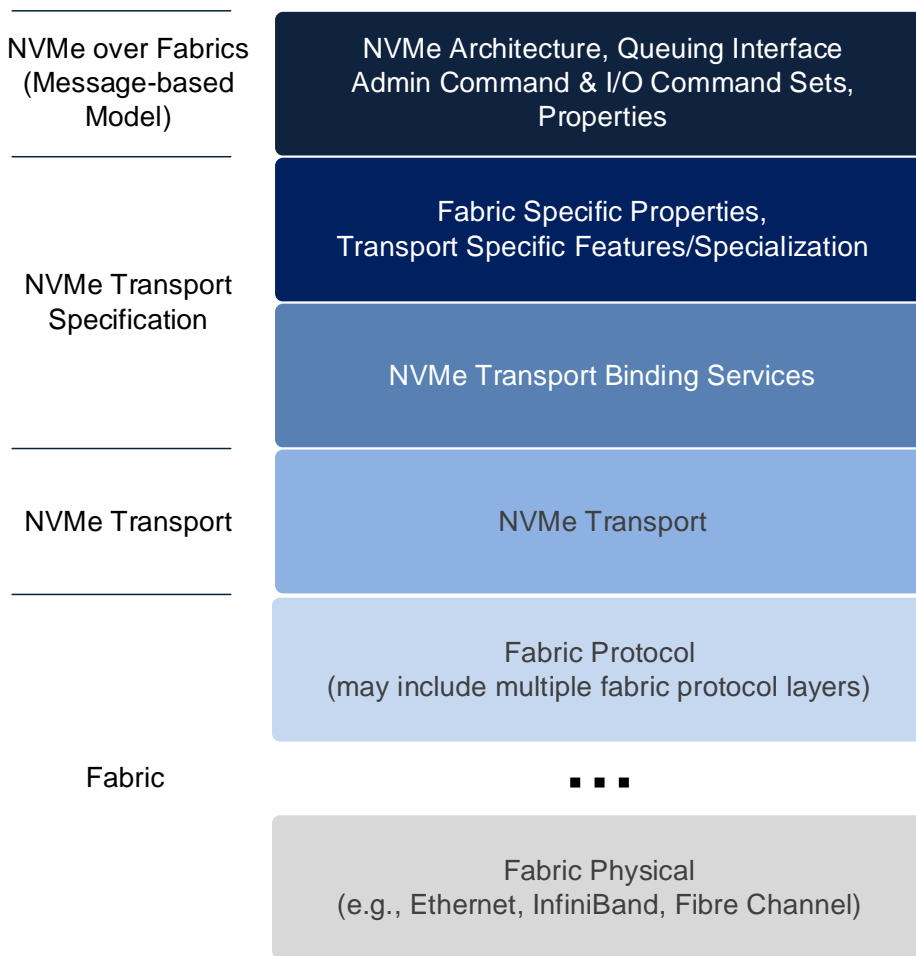 NVMe over Fabrics
(Message-based
Model)
NVMe Architecture, Queuing Interface
Admin Command & I/O Command Sets,
Properties
NVMe Transport
Specification
Fabric Specific Properties,
Transport Specific Features/Specialization
NVMe Transport Binding Services
NVMe Transport
NVMe Transport
Fabric
Fabric Protocol
(may include multiple fabric protocol layers)
...
Fabric Physical
(e.g., Ethernet, InfiniBand, Fibre Channel)